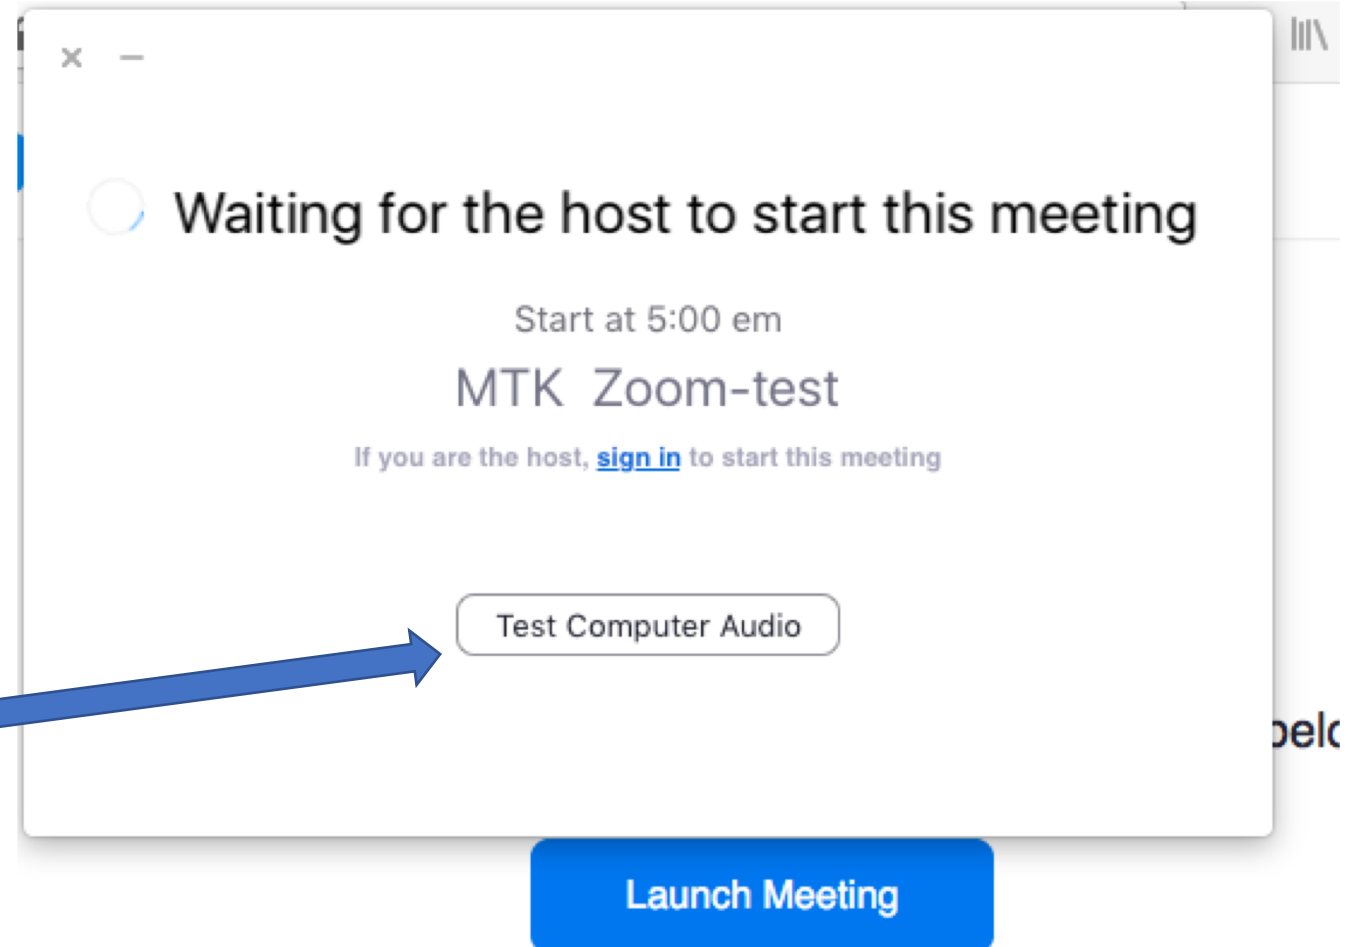 Waiting for the host to start this meeting
Start at 5:00 em
MTK Zoom-test
If you are the host, sign in to start this meeting
Test Computer Audio
Launch Meeting